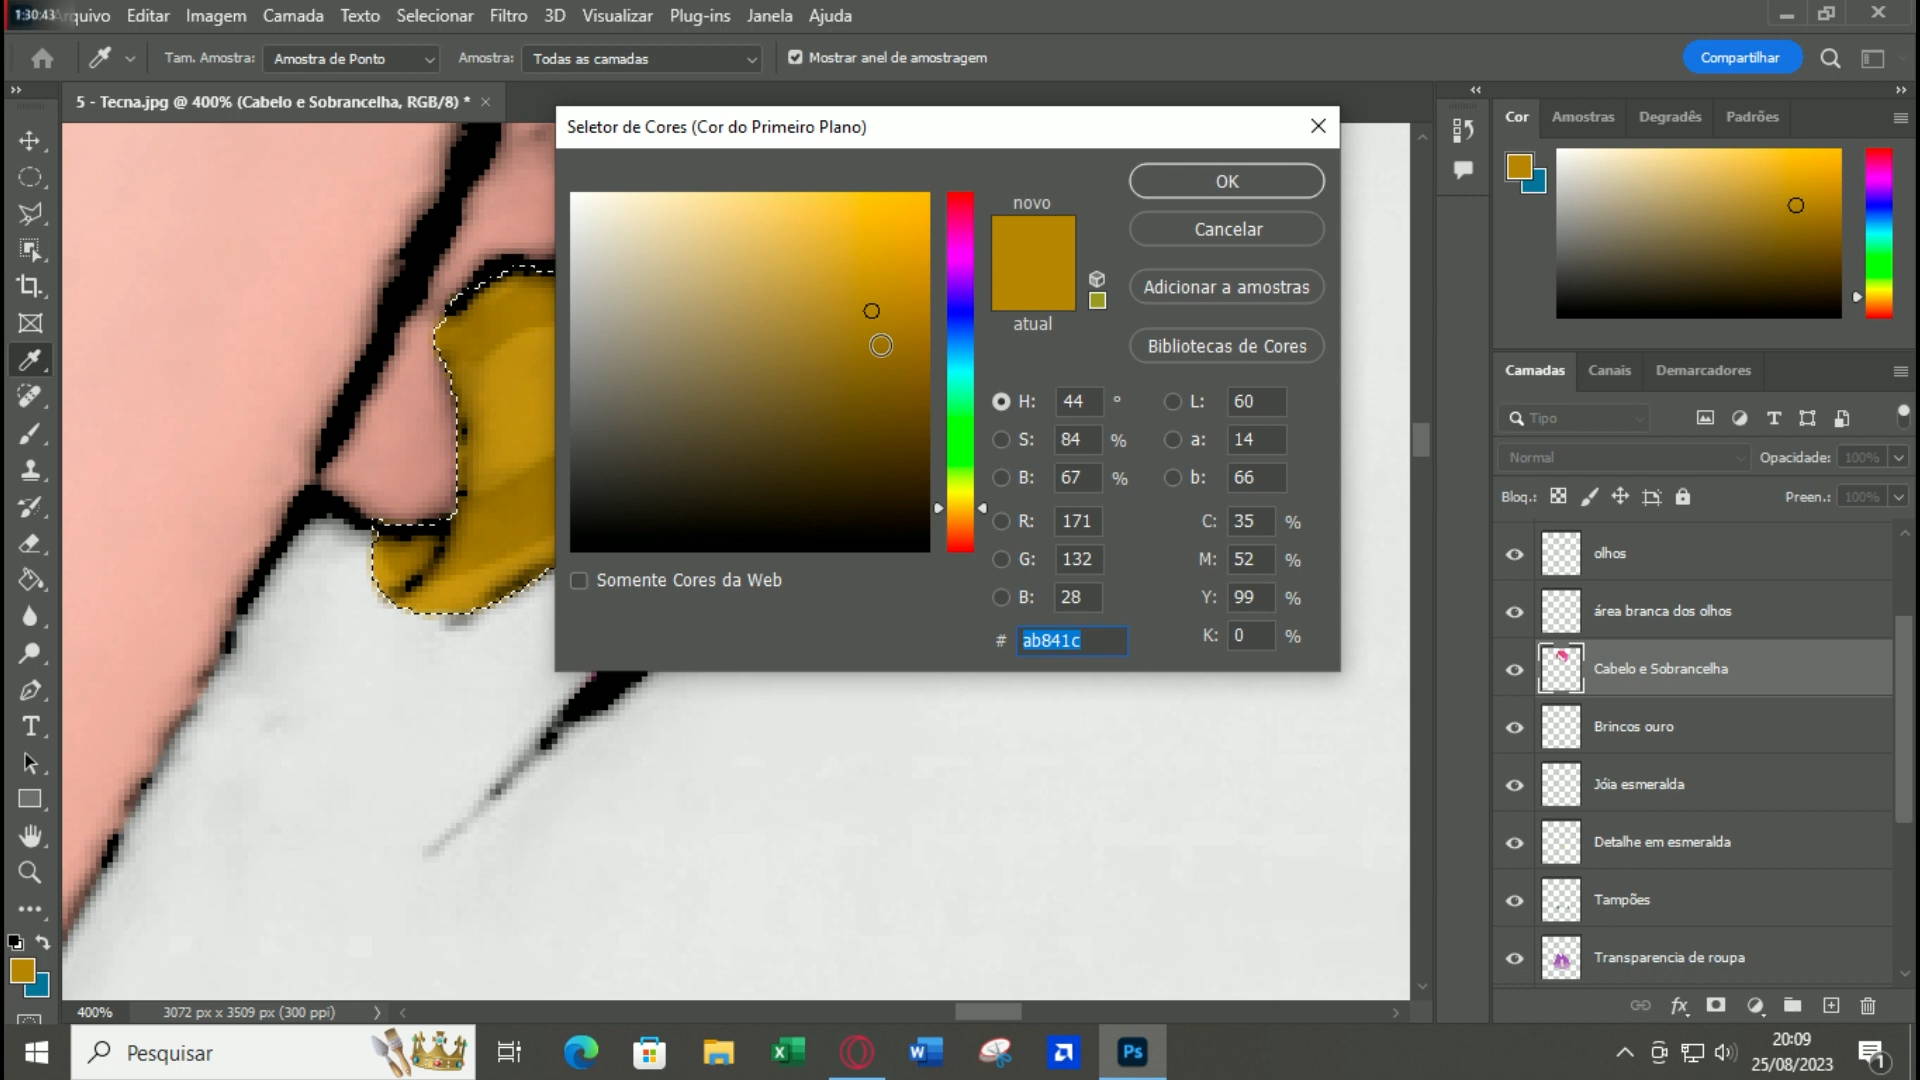 1:30:43
rquivo Editar Imagem Camada Texto Selecionar Filtro 3D Visualizar Plug-ins Janela Ajuda
Tam. Amostra: Amostra de Ponto Amostra: Todas as camadas Mostrar anel de amostragem Compartilhar
5 - Tecna.jpg @ 400% (Cabelo e Sobrancelha, RGB/8) *
Seletor de Cores (Cor do Primeiro Plano)
novo
atual
OK
Cancelar
Adicionar a amostras
Bibliotecas de Cores
H: 44 ° L: 60
S: 84 % a: 14
B: 67 % b: 66
R: 171 C: 35 %
G: 132 M: 52 %
B: 28 Y: 99 %
# ab841c K: 0 %
Somente Cores da Web
Cor Amostras Degradês Padrões
Camadas Canais Demarcadores
Tipo
Normal Opacidade: 100%
Bloq.: Preen.: 100%
olhos
área branca dos olhos
Cabelo e Sobrancelha
Brincos ouro
Jóia esmeralda
Detalhe em esmeralda
Tampões
Transparencia de roupa
400% 3072 px x 3509 px (300 ppi)
Pesquisar
Ps
20:09
25/08/2023
1